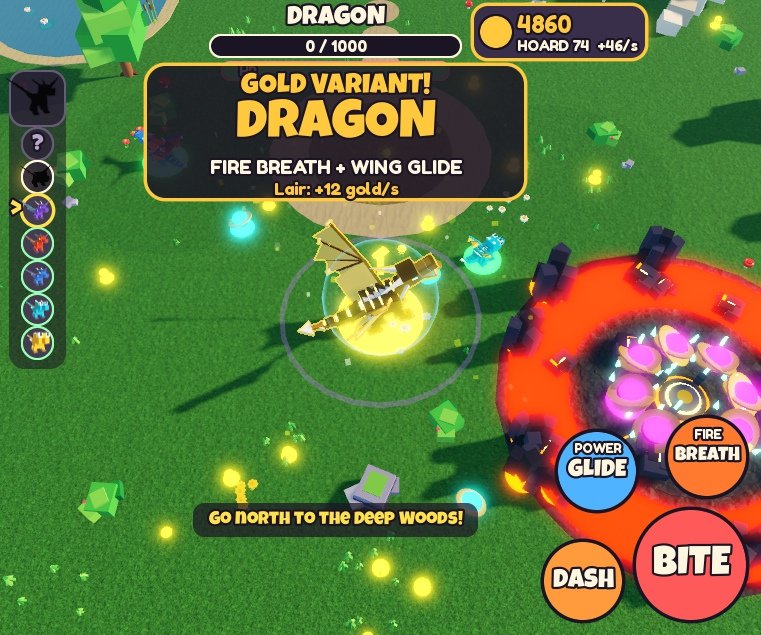 DRAGON
0 / 1000
4860
HOARD 74 +46/s
GOLD VARIANT!
DRAGON
FIRE BREATH + WING GLIDE
Lair: +12 gold/s
?
>
GO NORTH TO THE DEEP WOODS!
POWER
GLIDE
FIRE
BREATH
DASH
BITE